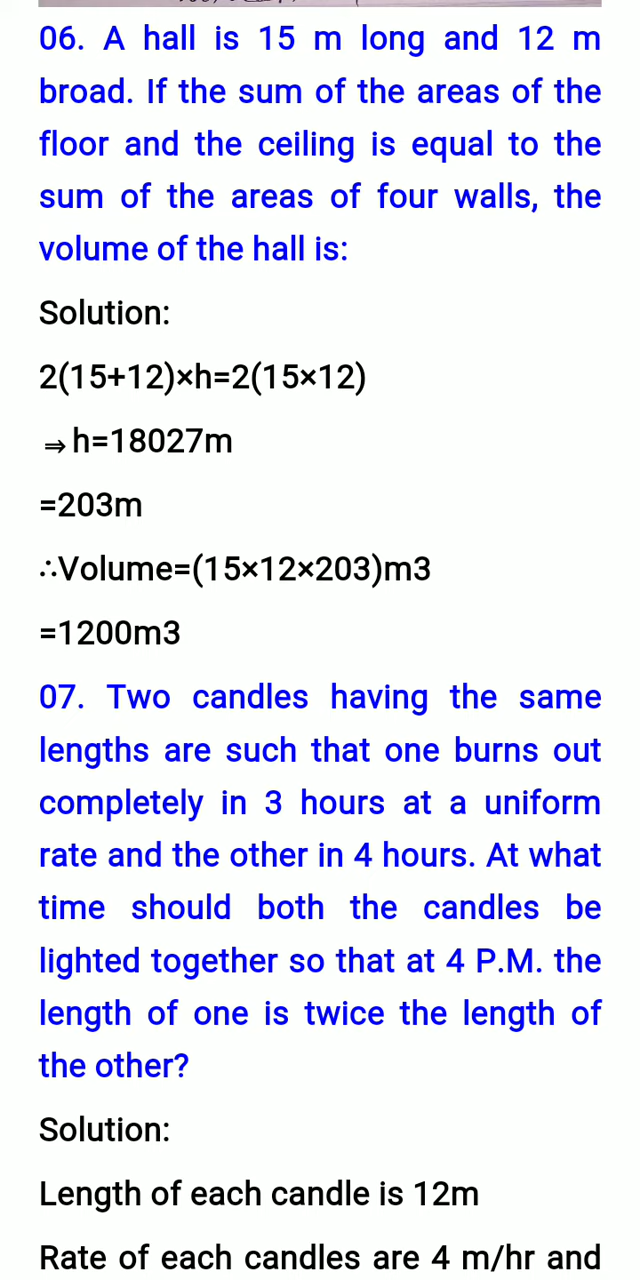 06. A hall is 15 m long and 12 m
broad. If the sum of the areas of the
floor and the ceiling is equal to the
sum of the areas of four walls, the
volume of the hall is:
Solution:
2(15+12)×h=2(15×12)
⇒h=18027m
=203m
∴Volume=(15×12×203)m3
=1200m3
07. Two candles having the same
lengths are such that one burns out
completely in 3 hours at a uniform
rate and the other in 4 hours. At what
time should both the candles be
lighted together so that at 4 P.M. the
length of one is twice the length of
the other?
Solution:
Length of each candle is 12m
Rate of each candles are 4 m/hr and